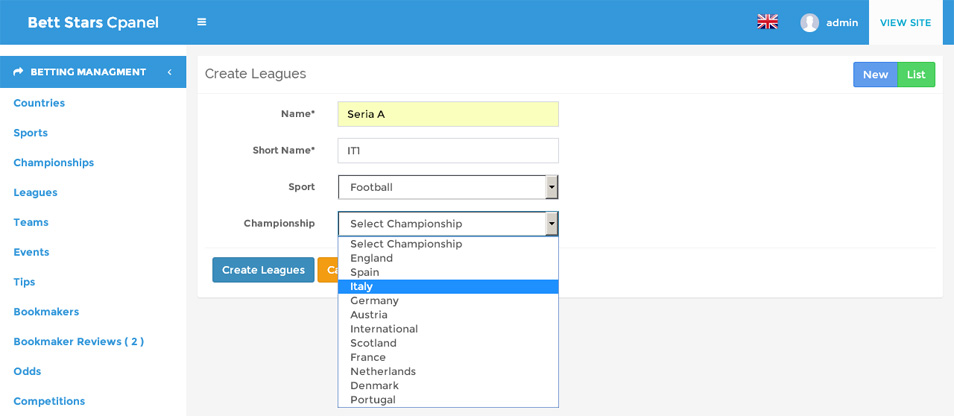 Bett Stars Cpanel
admin
VIEW SITE
BETTING MANAGMENT
Countries
Sports
Championships
Leagues
Teams
Events
Tips
Bookmakers
Bookmaker Reviews ( 2 )
Odds
Competitions
Create Leagues
New
List
Name*
Seria A
Short Name*
IT1
Sport
Football
Championship
Select Championship
Select Championship
England
Spain
Italy
Germany
Austria
International
Scotland
France
Netherlands
Denmark
Portugal
Create Leagues
Ca